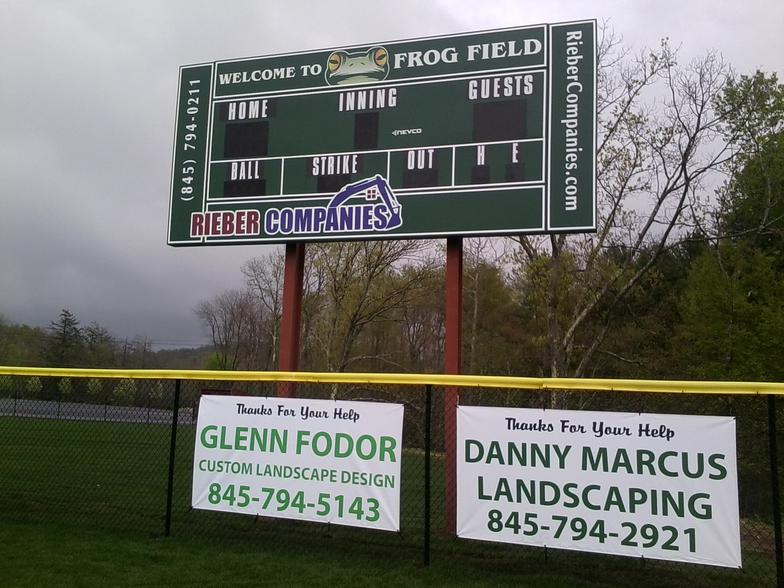 WELCOME TO FROG FIELD
(845) 794-0211
RieberCompanies.com
HOME INNING GUESTS
NEVCO
BALL STRIKE OUT H E
RIEBER COMPANIES
Thanks For Your Help
GLENN FODOR
CUSTOM LANDSCAPE DESIGN
845-794-5143
Thanks For Your Help
DANNY MARCUS
LANDSCAPING
845-794-2921